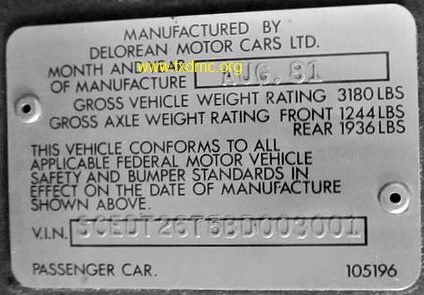 MANUFACTURED BY
DELOREAN MOTOR CARS LTD.
MONTH AND YEAR
www.txdmc.org
OF MANUFACTURE AUG. 81
GROSS VEHICLE WEIGHT RATING 3180 LBS
GROSS AXLE WEIGHT RATING FRONT 1244 LBS
REAR 1936 LBS
THIS VEHICLE CONFORMS TO ALL
APPLICABLE FEDERAL MOTOR VEHICLE
SAFETY AND BUMPER STANDARDS IN
EFFECT ON THE DATE OF MANUFACTURE
SHOWN ABOVE.
V.I.N. SCEDT26T5BD003001
PASSENGER CAR. 105196